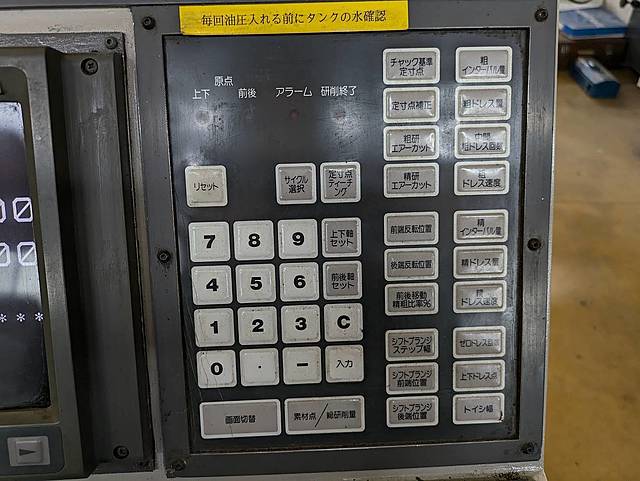 毎回油圧入れる前にタンクの水確認
原点
上下 前後 アラーム 研削終了
リセット
サイクル
選択
定寸点
ティーチ
ング
7 8 9
上下軸
セット
4 5 6
前後軸
セット
1 2 3 C
0 . - 入力
画面切替
素材点/総研削量
チャック基準
定寸点
定寸点補正
粗研
エアーカット
精研
エアーカット
前端反転位置
後端反転位置
前後移動
精粗比率%
シフトプランジ
ステップ幅
シフトプランジ
前端位置
シフトプランジ
後端位置
粗
インターバル量
粗ドレス量
粗ドレス回数
粗
ドレス速度
精
インターバル量
精ドレス量
精
ドレス速度
ゼロドレス回数
上下ドレス点
トイシ幅
00
00
***